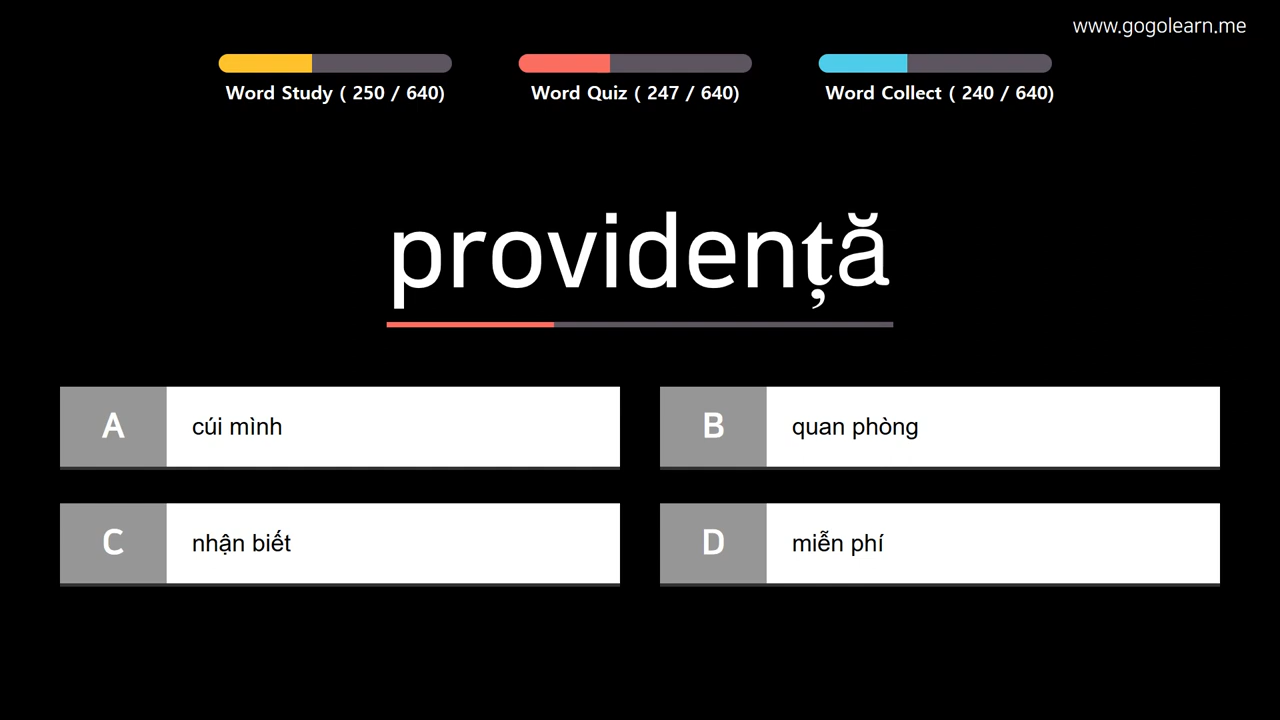 www.gogolearn.me
Word Study ( 250 / 640)
Word Quiz ( 247 / 640)
Word Collect ( 240 / 640)
providență
A
cúi mình
B
quan phòng
C
nhận biết
D
miễn phí